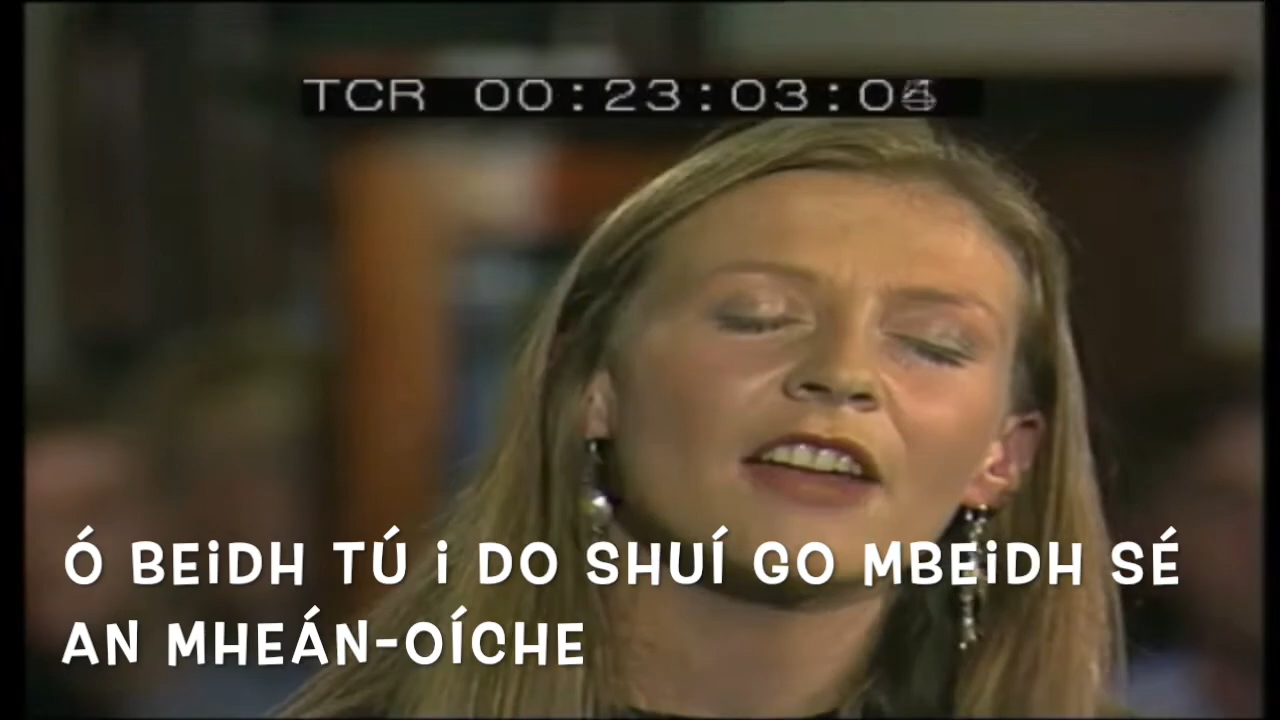 TCR 00:23:03:04
Ó BEIDH TÚ I DO SHUÍ GO MBEIDH SÉ
AN MHEÁN-OÍCHE